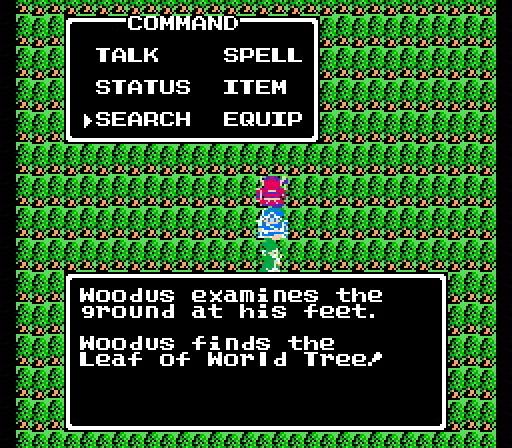 COMMAND
TALK SPELL
STATUS ITEM
SEARCH EQUIP
Woodus examines the
ground at his feet.
Woodus finds the
Leaf of World Tree!